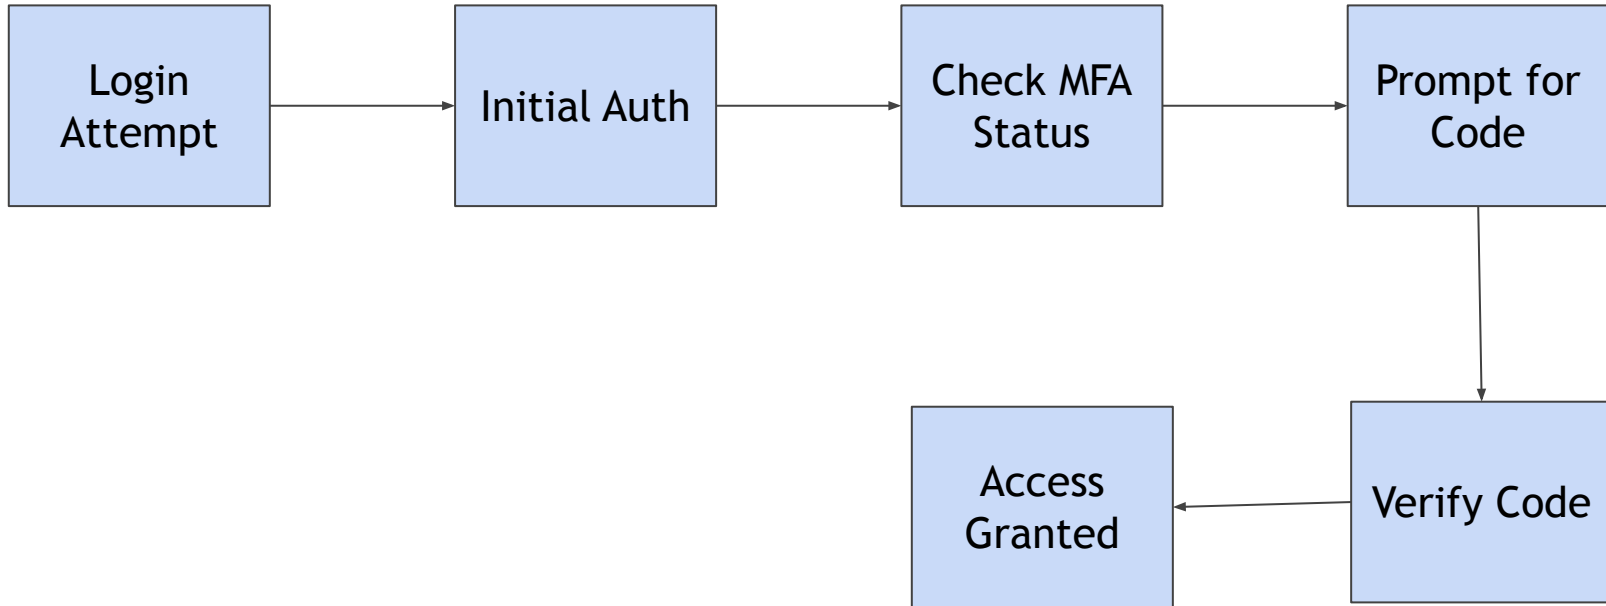 Login
Attempt
Initial Auth
Check MFA
Status
Prompt for
Code
Verify Code
Access
Granted